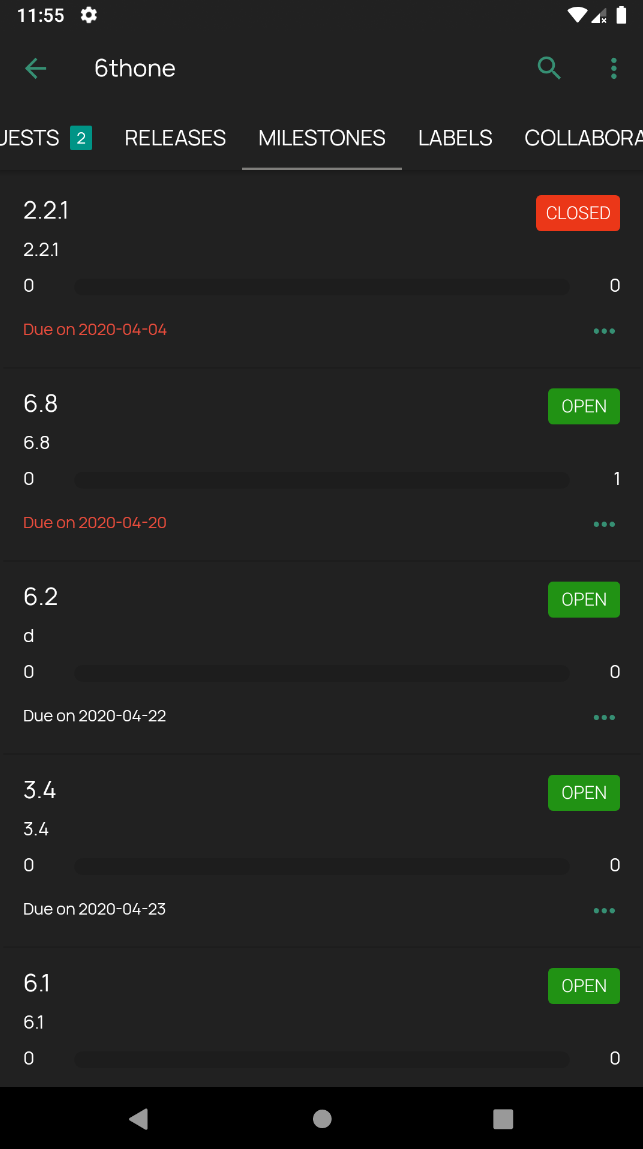 11:55
6thone
UESTS 2 RELEASES MILESTONES LABELS COLLABORA
2.2.1 CLOSED
2.2.1
0 0
Due on 2020-04-04
6.8 OPEN
6.8
0 1
Due on 2020-04-20
6.2 OPEN
d
0 0
Due on 2020-04-22
3.4 OPEN
3.4
0 0
Due on 2020-04-23
6.1 OPEN
6.1
0 0